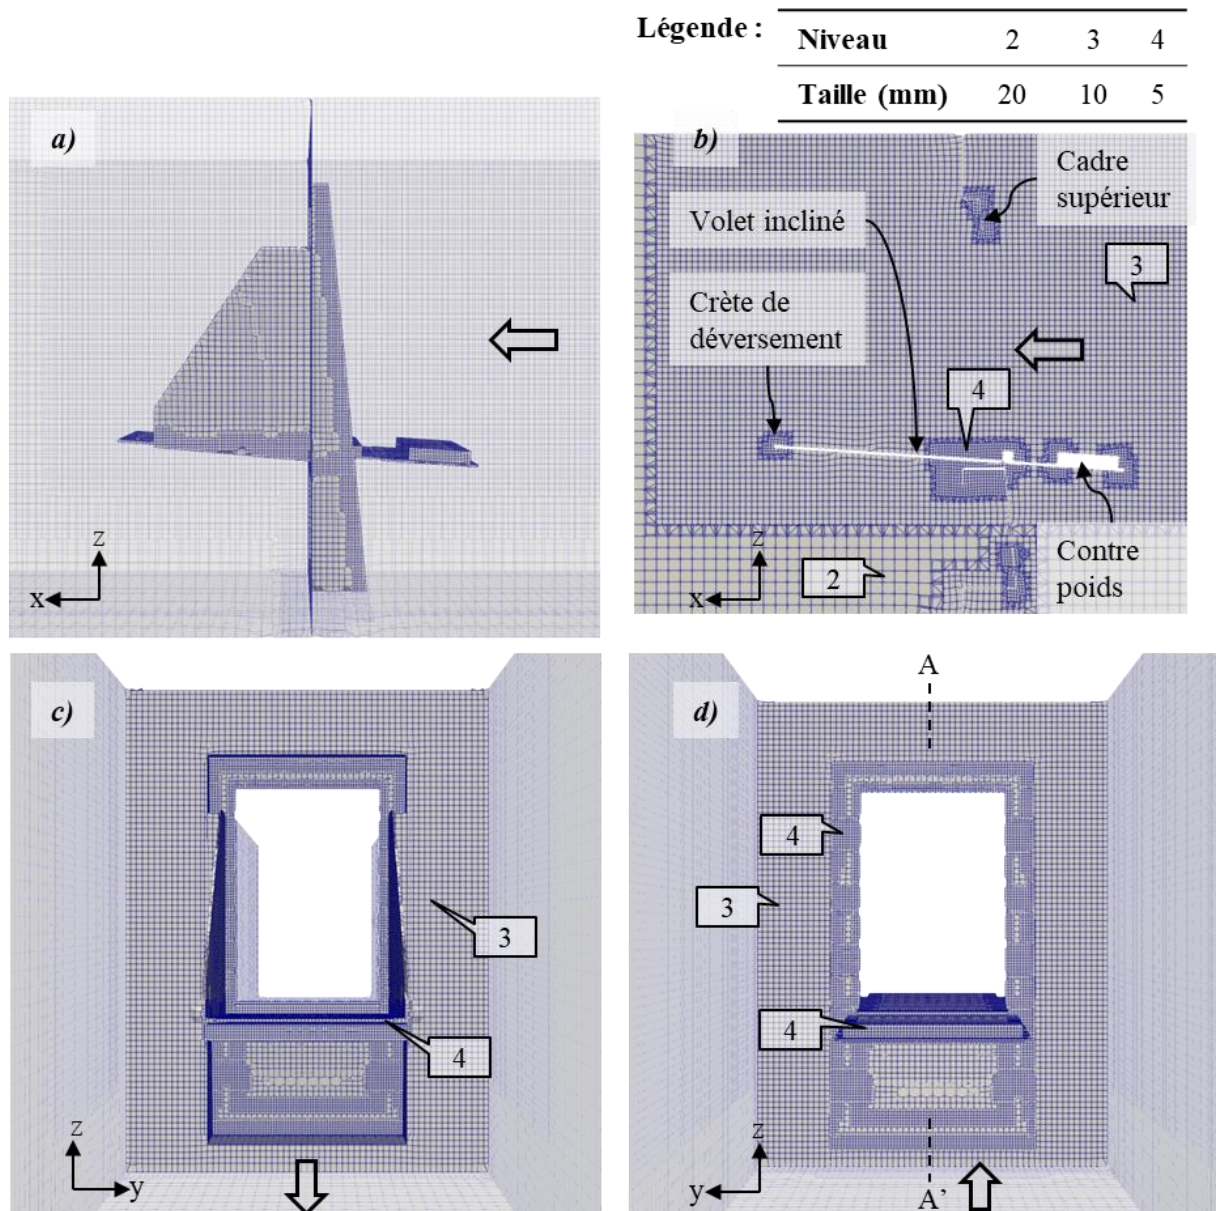 Légende :
Niveau 2 3 4
Taille (mm) 20 10 5
a)
z
x
b)
Cadre
supérieur
Volet incliné
3
Crète de
déversement
4
2
Contre
poids
z
x
c)
3
4
z
y
d)
A
4
3
4
z
y
A’